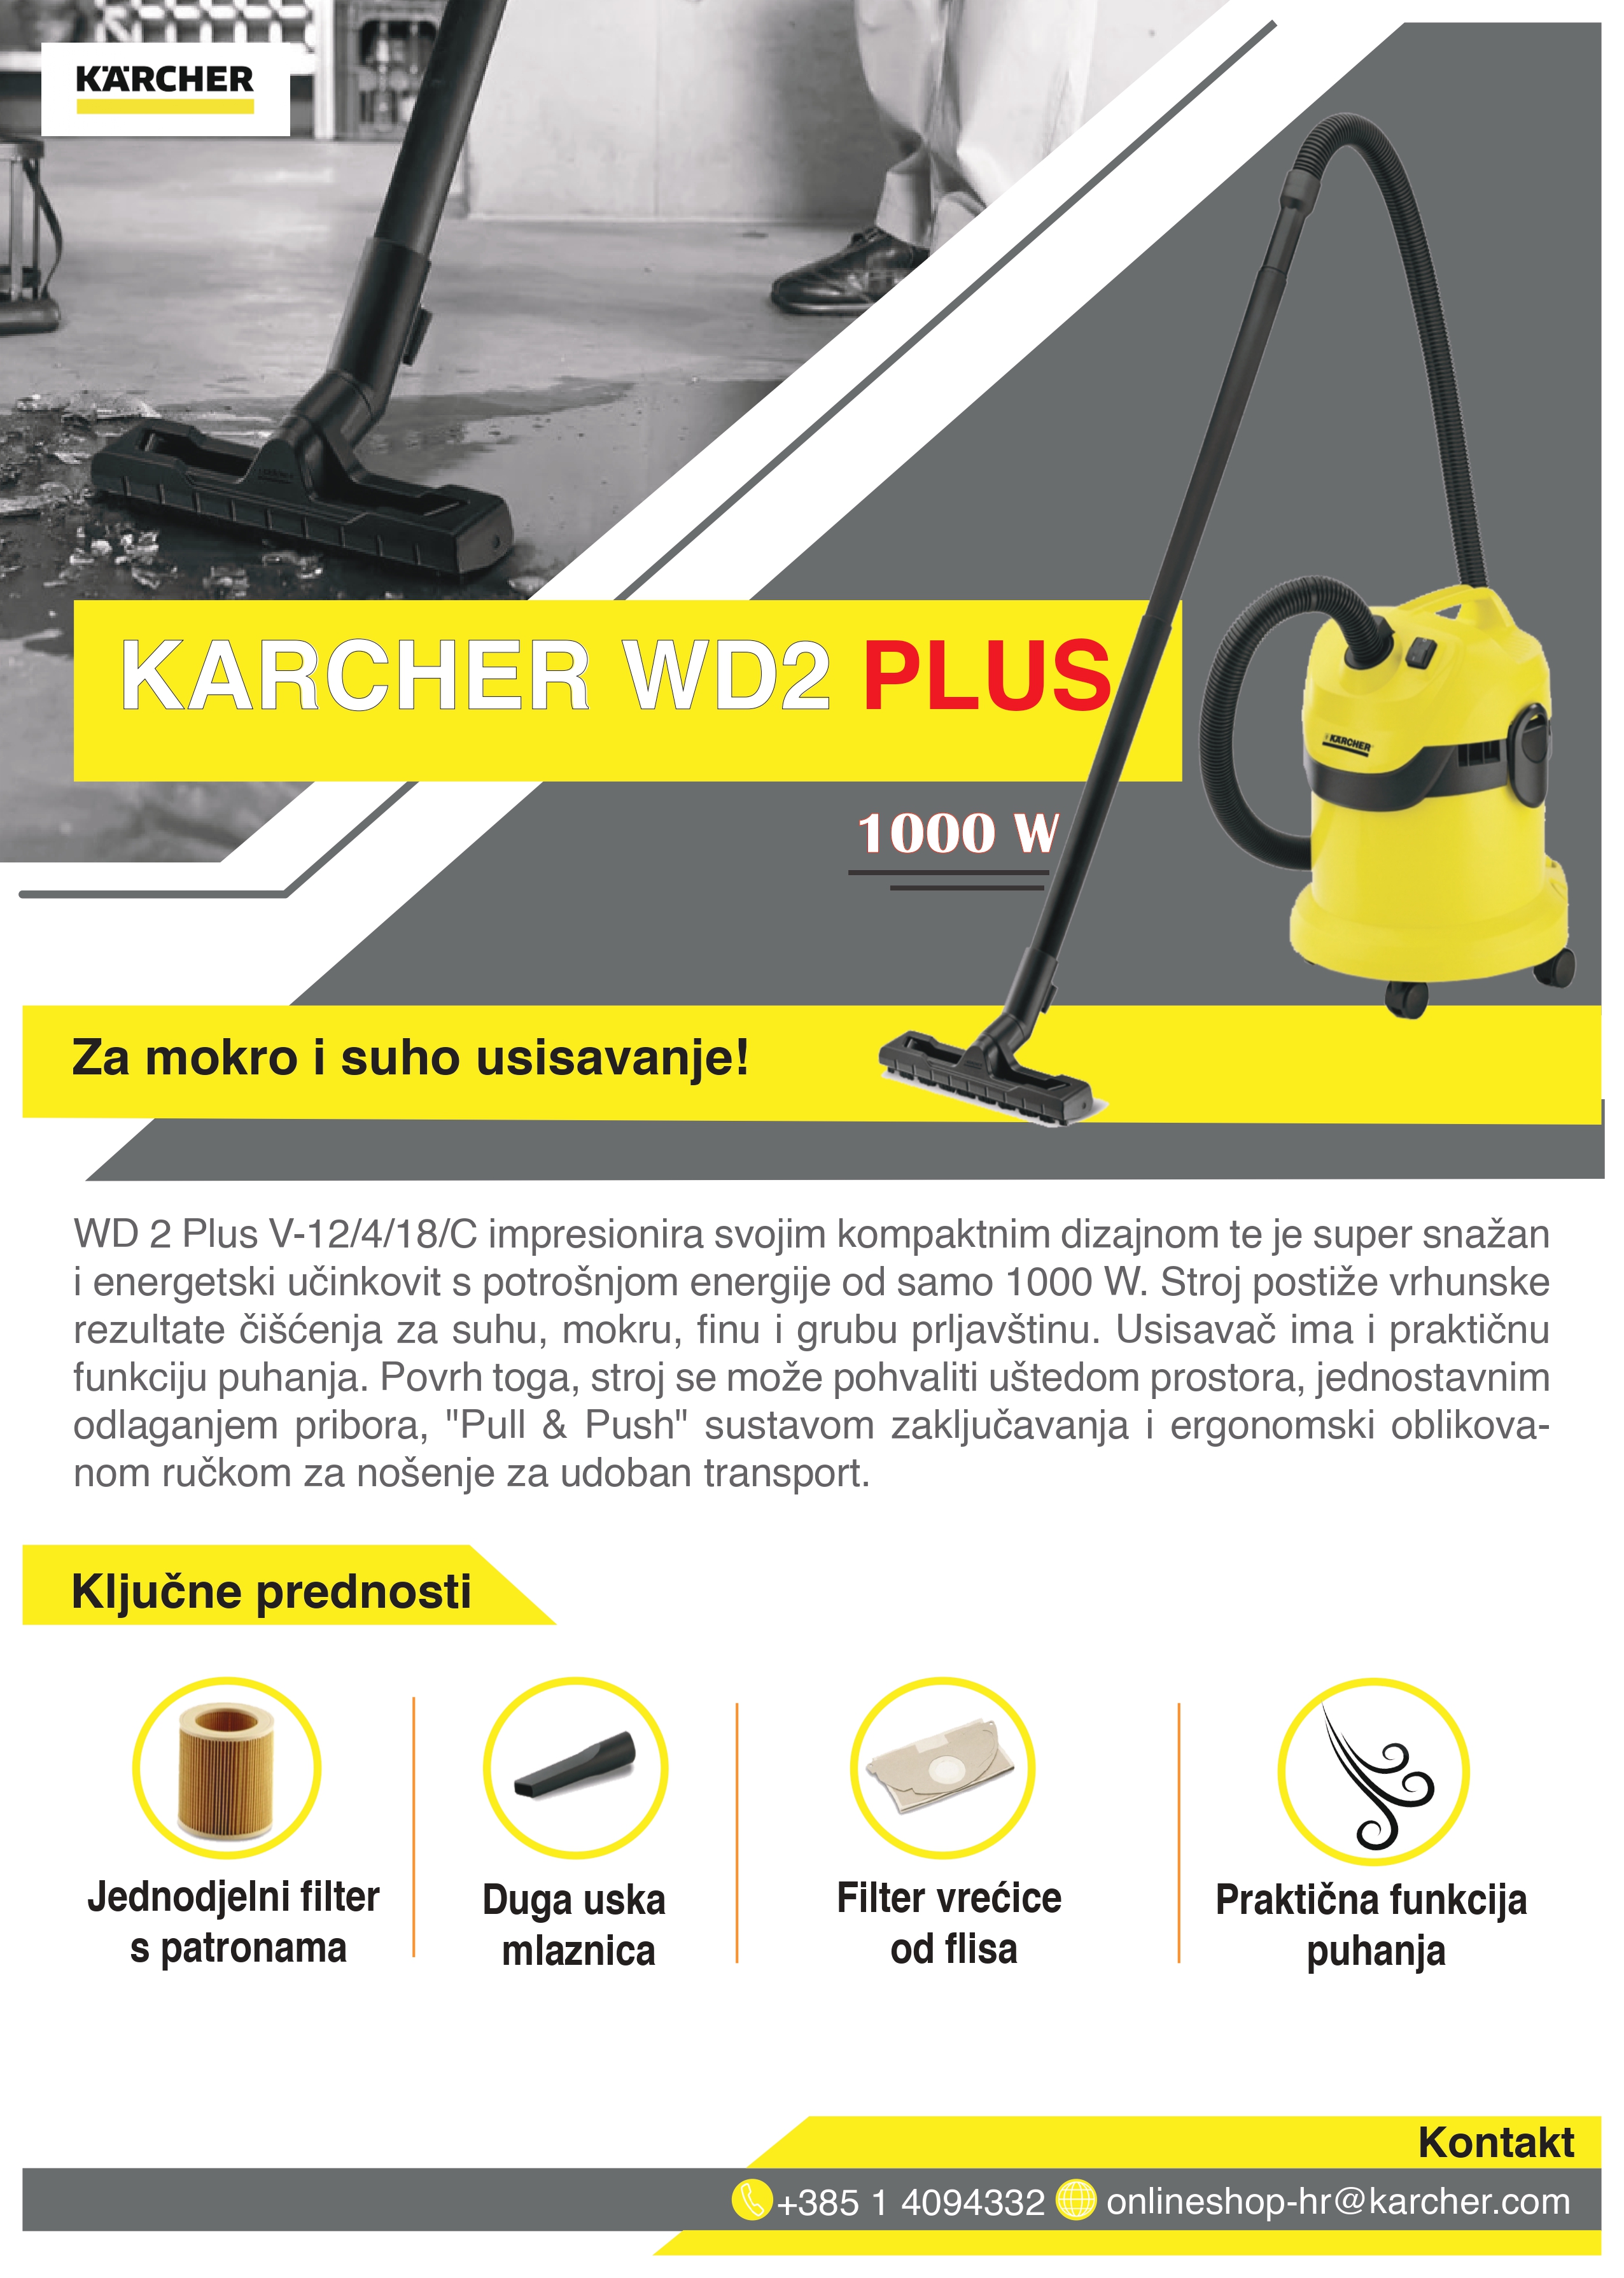 KÄRCHER
KARCHER WD2 PLUS
KÄRCHER
1000 W
Za mokro i suho usisavanje!
WD 2 Plus V-12/4/18/C impresionira svojim kompaktnim dizajnom te je super snažan
i energetski učinkovit s potrošnjom energije od samo 1000 W. Stroj postiže vrhunske
rezultate čišćenja za suhu, mokru, finu i grubu prljavštinu. Usisavač ima i praktičnu
funkciju puhanja. Povrh toga, stroj se može pohvaliti uštedom prostora, jednostavnim
odlaganjem pribora, "Pull & Push" sustavom zaključavanja i ergonomski oblikova-
nom ručkom za nošenje za udoban transport.
Ključne prednosti
Jednodjelni filter
s patronama
Duga uska
mlaznica
Filter vrećice
od flisa
Praktična funkcija
puhanja
Kontakt
+385 1 4094332 onlineshop-hr@karcher.com